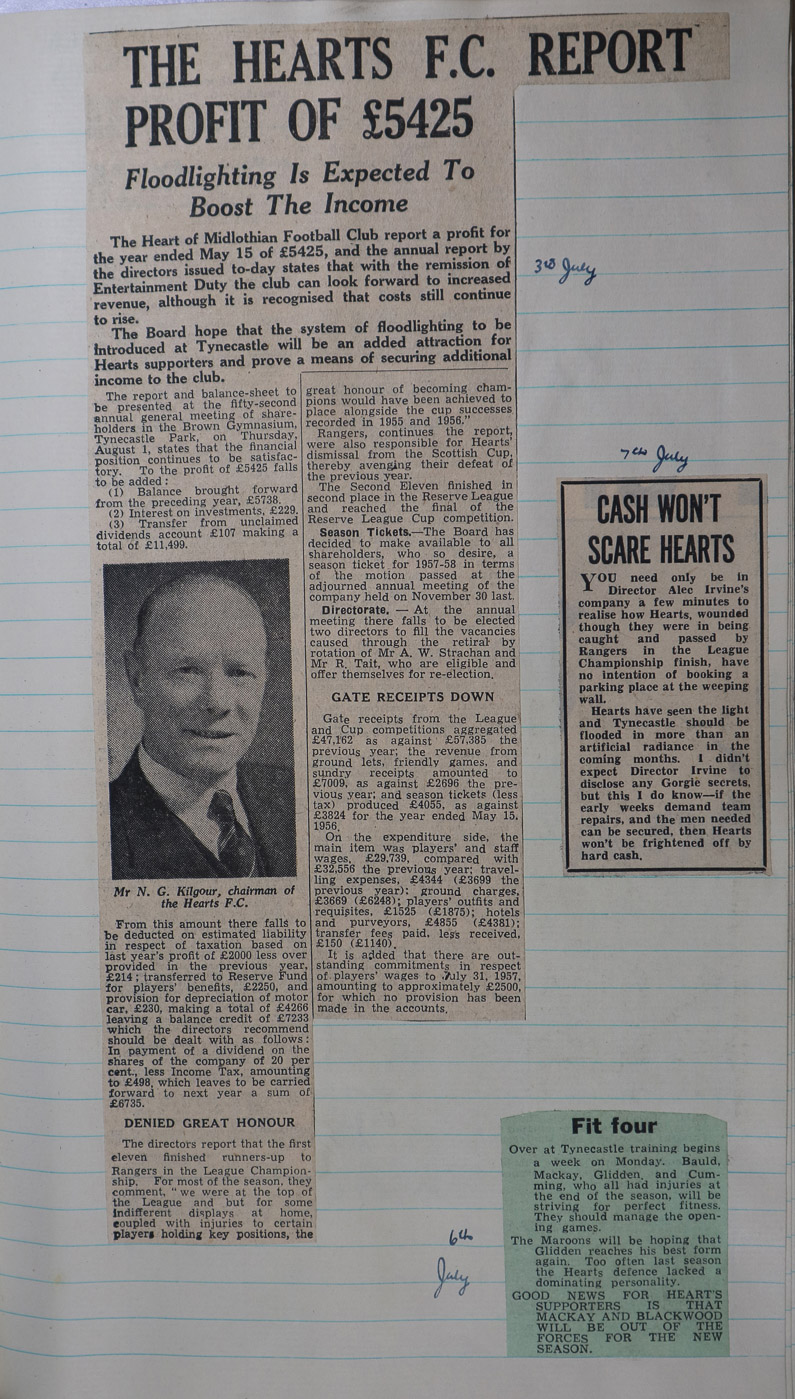 THE HEARTS F.C. REPORT
PROFIT OF £5425
Floodlighting Is Expected To
Boost The Income
The Heart of Midlothian Football Club report a profit for
the year ended May 15 of £5425, and the annual report by
the directors issued to-day states that with the remission of
Entertainment Duty the club can look forward to increased
revenue, although it is recognised that costs still continue
to rise.
The Board hope that the system of floodlighting to be
introduced at Tynecastle will be an added attraction for
Hearts supporters and prove a means of securing additional
income to the club.
The report and balance-sheet to
be presented at the fifty-second
annual general meeting of share-
holders in the Brown Gymnasium,
Tynecastle Park, on Thursday,
August 1, states that the financial
position continues to be satisfac-
tory. To the profit of £5425 falls
to be added :
(1) Balance brought forward
from the preceding year, £5738.
(2) Interest on investments, £229.
(3) Transfer from unclaimed
dividends account £107 making a
total of £11,499.
Mr N. G. Kilgour, chairman of
the Hearts F.C.
From this amount there falls to
be deducted on estimated liability
in respect of taxation based on
last year's profit of £2000 less over
provided in the previous year,
£214; transferred to Reserve Fund
for players' benefits, £2250, and
provision for depreciation of motor
car, £230, making a total of £4266
leaving a balance credit of £7233
which the directors recommend
should be dealt with as follows:
In payment of a dividend on the
shares of the company of 20 per
cent., less Income Tax, amounting
to £498, which leaves to be carried
forward to next year a sum of
£6735.
DENIED GREAT HONOUR
The directors report that the first
eleven finished runners-up to
Rangers in the League Champion-
ship. For most of the season, they
comment, "we were at the top of
the League and but for some
indifferent displays at home,
coupled with injuries to certain
players holding key positions, the
great honour of becoming cham-
pions would have been achieved to
place alongside the cup successes
recorded in 1955 and 1956."
Rangers, continues the report,
were also responsible for Hearts'
dismissal from the Scottish Cup,
thereby avenging their defeat of
the previous year.
The Second Eleven finished in
second place in the Reserve League
and reached the final of the
Reserve League Cup competition.
Season Tickets.—The Board has
decided to make available to all
shareholders, who so desire, a
season ticket for 1957-58 in terms
of the motion passed at the
adjourned annual meeting of the
company held on November 30 last.
Directorate. — At the annual
meeting there falls to be elected
two directors to fill the vacancies
caused through the retiral by
rotation of Mr A. W. Strachan and
Mr R. Tait, who are eligible and
offer themselves for re-election.
GATE RECEIPTS DOWN
Gate receipts from the League
and Cup competitions aggregated
£47,162 as against £57,385 the
previous year; the revenue from
ground lets, friendly games, and
sundry receipts amounted to
£7009, as against £2696 the pre-
vious year; and season tickets (less
tax) produced £4055, as against
£3824 for the year ended May 15,
1956.
On the expenditure side, the
main item was players' and staff
wages, £29,739, compared with
£32,556 the previous year; travel-
ling expenses, £4344 (£3699 the
previous year); ground charges,
£3669 (£6248); players' outfits and
requisites, £1525 (£1875); hotels
and purveyors, £4855 (£4381);
transfer fees paid, less received,
£150 (£1140).
It is added that there are out-
standing commitments in respect
of players' wages to July 31, 1957,
amounting to approximately £2500,
for which no provision has been
made in the accounts.
3rd July
7th July
CASH WON'T
SCARE HEARTS
YOU need only be in
Director Alec Irvine's
company a few minutes to
realise how Hearts, wounded
though they were in being
caught and passed by
Rangers in the League
Championship finish, have
no intention of booking a
parking place at the weeping
wall.
Hearts have seen the light
and Tynecastle should be
flooded in more than an
artificial radiance in the
coming months. I didn't
expect Director Irvine to
disclose any Gorgie secrets,
but this I do know—if the
early weeks demand team
repairs, and the men needed
can be secured, then Hearts
won't be frightened off by
hard cash.
6th
July
Fit four
Over at Tynecastle training begins
a week on Monday. Bauld,
Mackay, Glidden, and Cum-
ming, who all had injuries at
the end of the season, will be
striving for perfect fitness.
They should manage the open-
ing games.
The Maroons will be hoping that
Glidden reaches his best form
again. Too often last season
the Hearts defence lacked a
dominating personality.
GOOD NEWS FOR HEART'S
SUPPORTERS IS THAT
MACKAY AND BLACKWOOD
WILL BE OUT OF THE
FORCES FOR THE NEW
SEASON.